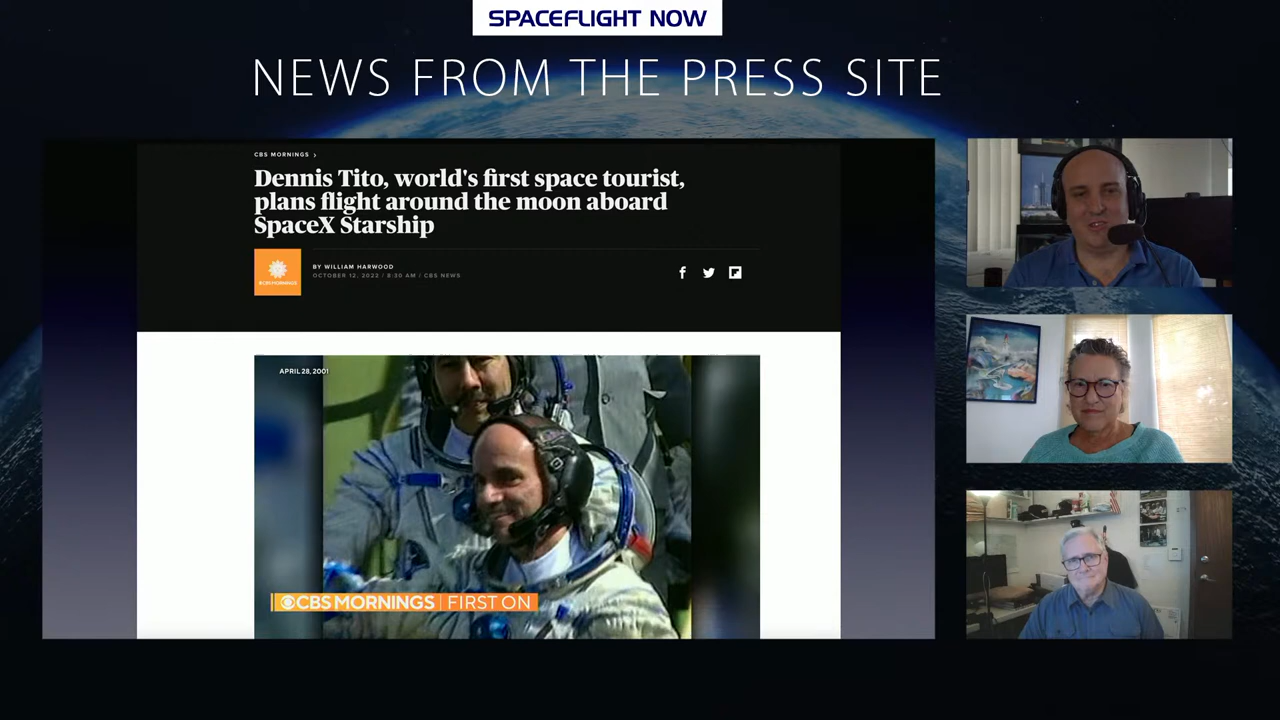 SPACEFLIGHT NOW
NEWS FROM THE PRESS SITE
CBS MORNINGS ›
Dennis Tito, world's first space tourist,
plans flight around the moon aboard
SpaceX Starship
BY WILLIAM HARWOOD
OCTOBER 12, 2022 / 8:30 AM / CBS NEWS
CBS MORNINGS
APRIL 28, 2001
CBS MORNINGS | FIRST ON